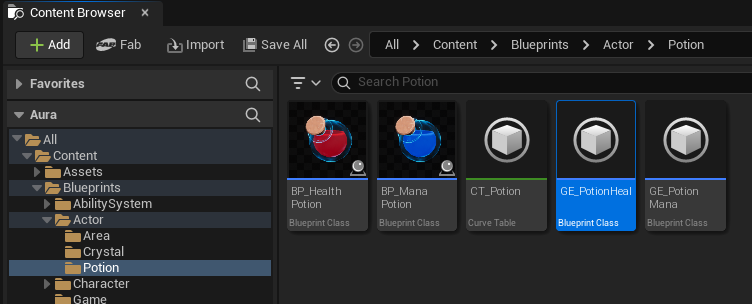 Content Browser
Add
Fab
Import
Save All
All > Content > Blueprints > Actor > Potion >
Favorites
Search Potion
Aura
All
Content
Assets
Blueprints
AbilitySystem
Actor
Area
Crystal
Potion
Character
Game
BP_Health
Potion
Blueprint Class
BP_Mana
Potion
Blueprint Class
CT_Potion
Curve Table
GE_PotionHeal
Blueprint Class
GE_Potion
Mana
Blueprint Class